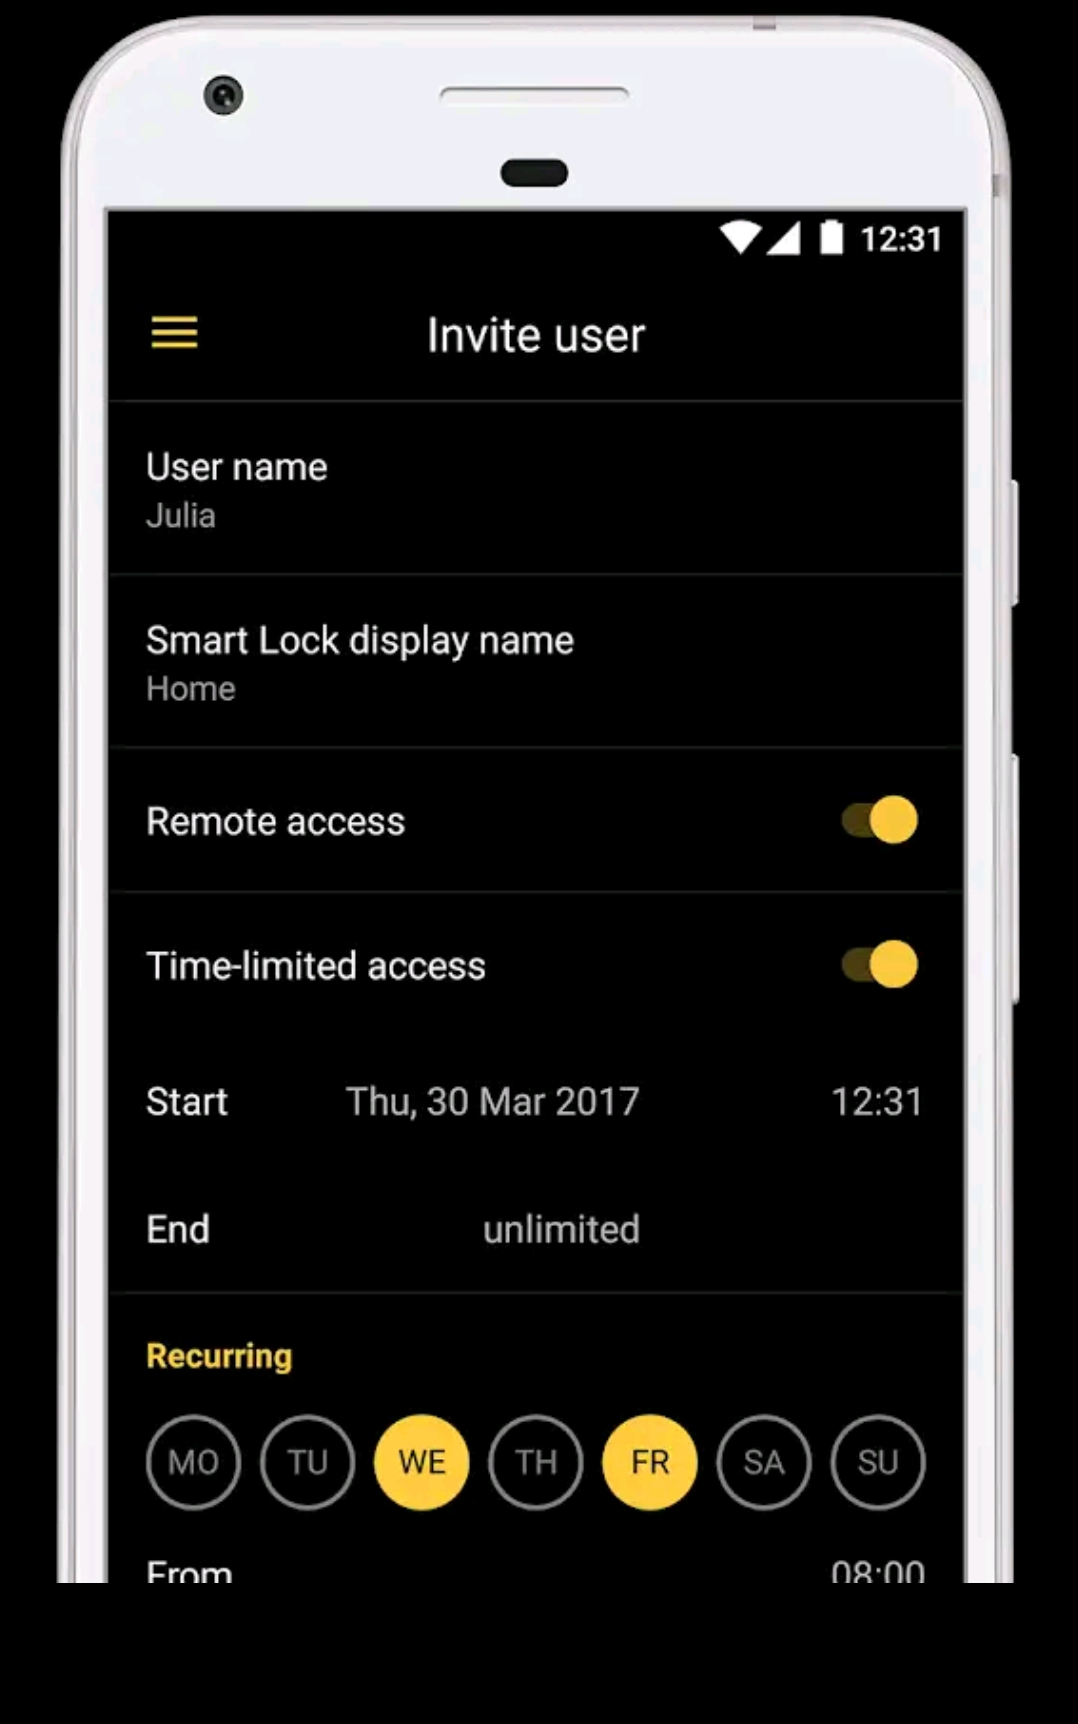 12:31
Invite user
User name
Julia
Smart Lock display name
Home
Remote access
Time-limited access
Start Thu, 30 Mar 2017 12:31
End unlimited
Recurring
MO TU WE TH FR SA SU
From 08:00